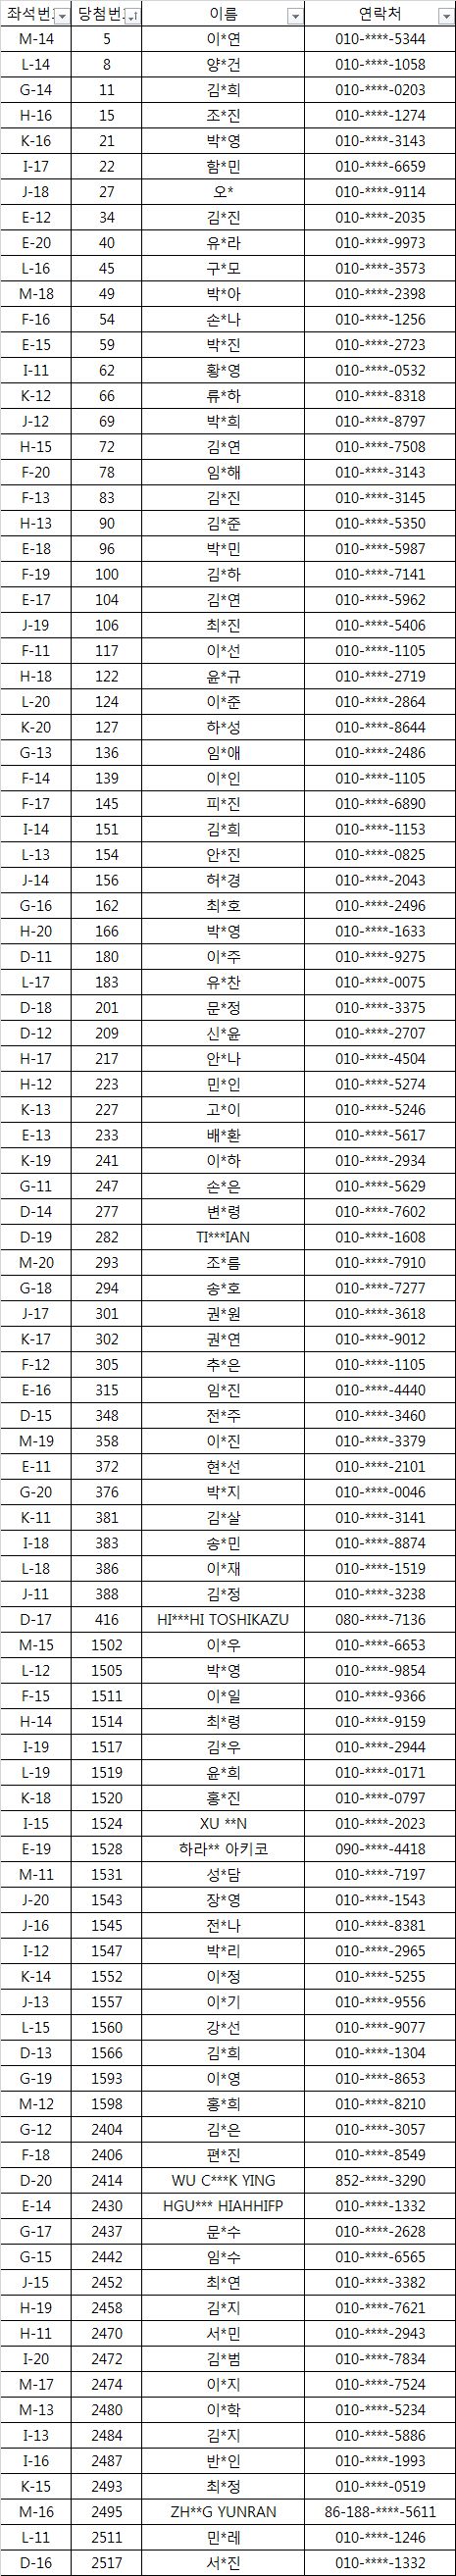 좌석번 당첨번 이름 연락처
M-14 5 이*연 010-****-5344
L-14 8 양*건 010-****-1058
G-14 11 김*희 010-****-0203
H-16 15 조*진 010-****-1274
K-16 21 박*영 010-****-3143
I-17 22 함*민 010-****-6659
J-18 27 오* 010-****-9114
E-12 34 김*진 010-****-2035
E-20 40 유*라 010-****-9973
L-16 45 구*모 010-****-3573
M-18 49 박*아 010-****-2398
F-16 54 손*나 010-****-1256
E-15 59 박*진 010-****-2723
I-11 62 황*영 010-****-0532
K-12 66 류*하 010-****-8318
J-12 69 박*희 010-****-8797
H-15 72 김*연 010-****-7508
F-20 78 임*해 010-****-3143
F-13 83 김*진 010-****-3145
H-13 90 김*준 010-****-5350
E-18 96 박*민 010-****-5987
F-19 100 김*하 010-****-7141
E-17 104 김*연 010-****-5962
J-19 106 최*진 010-****-5406
F-11 117 이*선 010-****-1105
H-18 122 윤*규 010-****-2719
L-20 124 이*준 010-****-2864
K-20 127 하*성 010-****-8644
G-13 136 임*애 010-****-2486
F-14 139 이*인 010-****-1105
F-17 145 피*진 010-****-6890
I-14 151 김*희 010-****-1153
L-13 154 안*진 010-****-0825
J-14 156 허*경 010-****-2043
G-16 162 최*호 010-****-2496
H-20 166 박*영 010-****-1633
D-11 180 이*주 010-****-9275
L-17 183 유*찬 010-****-0075
D-18 201 문*정 010-****-3375
D-12 209 신*윤 010-****-2707
H-17 217 안*나 010-****-4504
H-12 223 민*인 010-****-5274
K-13 227 고*이 010-****-5246
E-13 233 배*환 010-****-5617
K-19 241 이*하 010-****-2934
G-11 247 손*은 010-****-5629
D-14 277 변*령 010-****-7602
D-19 282 TI***IAN 010-****-1608
M-20 293 조*름 010-****-7910
G-18 294 송*호 010-****-7277
J-17 301 권*원 010-****-3618
K-17 302 권*연 010-****-9012
F-12 305 추*은 010-****-1105
E-16 315 임*진 010-****-4440
D-15 348 전*주 010-****-3460
M-19 358 이*진 010-****-3379
E-11 372 현*선 010-****-2101
G-20 376 박*지 010-****-0046
K-11 381 김*살 010-****-3141
I-18 383 송*민 010-****-8874
L-18 386 이*재 010-****-1519
J-11 388 김*정 010-****-3238
D-17 416 HI***HI TOSHIKAZU 080-****-7136
M-15 1502 이*우 010-****-6653
L-12 1505 박*영 010-****-9854
F-15 1511 이*일 010-****-9366
H-14 1514 최*령 010-****-9159
I-19 1517 김*우 010-****-2944
L-19 1519 윤*희 010-****-0171
K-18 1520 홍*진 010-****-0797
I-15 1524 XU **N 010-****-2023
E-19 1528 하라** 아키코 090-****-4418
M-11 1531 성*담 010-****-7197
J-20 1543 장*영 010-****-1543
J-16 1545 전*나 010-****-8381
I-12 1547 박*리 010-****-2965
K-14 1552 이*정 010-****-5255
J-13 1557 이*기 010-****-9556
L-15 1560 강*선 010-****-9077
D-13 1566 김*희 010-****-1304
G-19 1593 이*영 010-****-8653
M-12 1598 홍*희 010-****-8210
G-12 2404 김*은 010-****-3057
F-18 2406 편*진 010-****-8549
D-20 2414 WU C***K YING 852-****-3290
E-14 2430 HGU*** HIAHHIFP 010-****-1332
G-17 2437 문*수 010-****-2628
G-15 2442 임*수 010-****-6565
J-15 2452 최*연 010-****-3382
H-19 2458 김*지 010-****-7621
H-11 2470 서*민 010-****-2943
I-20 2472 김*범 010-****-7834
M-17 2474 이*지 010-****-7524
M-13 2480 이*학 010-****-5234
I-13 2484 김*지 010-****-5886
I-16 2487 반*인 010-****-1993
K-15 2493 최*정 010-****-0519
M-16 2495 ZH**G YUNRAN 86-188-****-5611
L-11 2511 민*레 010-****-1246
D-16 2517 서*진 010-****-1332